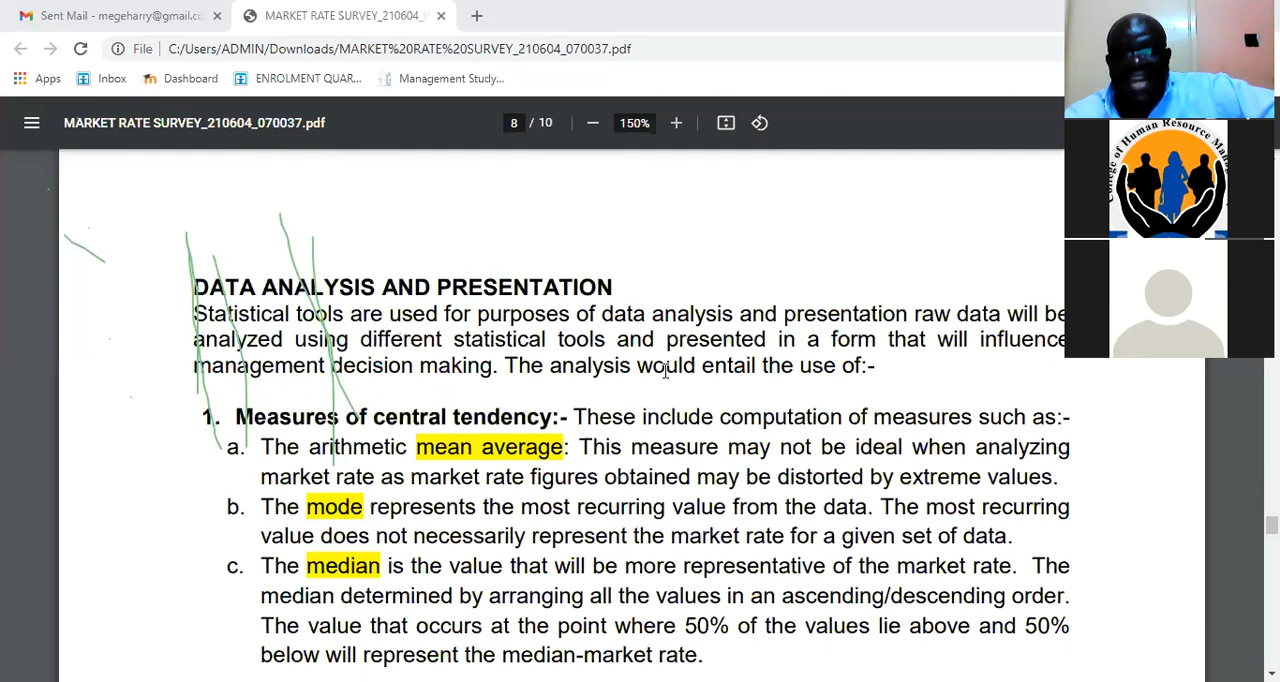 Sent Mail - megeharry@gmail.co
MARKET RATE SURVEY_210604_0
File
C:/Users/ADMIN/Downloads/MARKET%20RATE%20SURVEY_210604_070037.pdf
Apps
Inbox
Dashboard
ENROLMENT QUAR...
Management Study...
MARKET RATE SURVEY_210604_070037.pdf
8 / 10
150%
College of Human Resource Mana
DATA ANALYSIS AND PRESENTATION
Statistical tools are used for purposes of data analysis and presentation raw data will be
analyzed using different statistical tools and presented in a form that will influence
management decision making. The analysis would entail the use of:-
1. Measures of central tendency:- These include computation of measures such as:-
a. The arithmetic mean average: This measure may not be ideal when analyzing
market rate as market rate figures obtained may be distorted by extreme values.
b. The mode represents the most recurring value from the data. The most recurring
value does not necessarily represent the market rate for a given set of data.
c. The median is the value that will be more representative of the market rate. The
median determined by arranging all the values in an ascending/descending order.
The value that occurs at the point where 50% of the values lie above and 50%
below will represent the median-market rate.